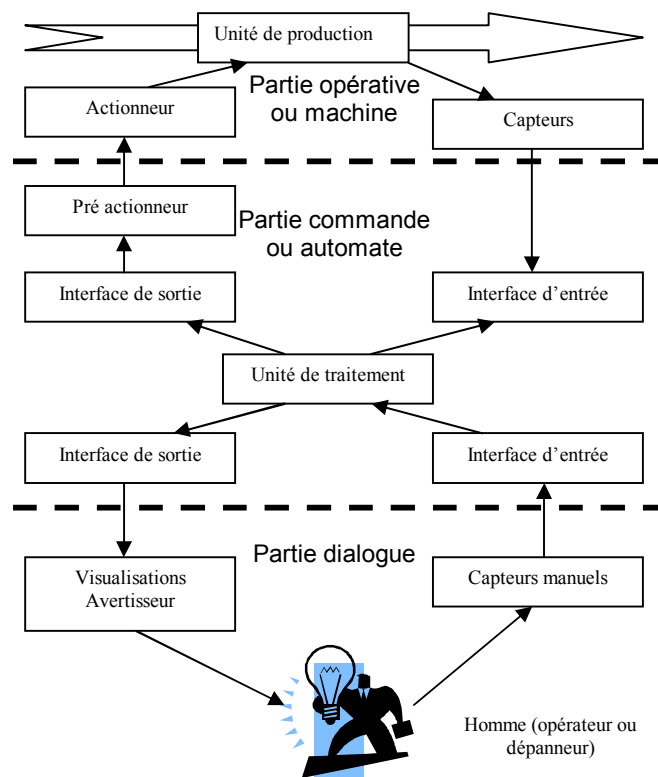 Unité de production
Partie opérative
ou machine
Actionneur
Capteurs
Pré actionneur
Partie commande
ou automate
Interface de sortie
Interface d'entrée
Unité de traitement
Interface de sortie
Interface d'entrée
Partie dialogue
Visualisations
Avertisseur
Capteurs manuels
Homme (opérateur ou
dépanneur)